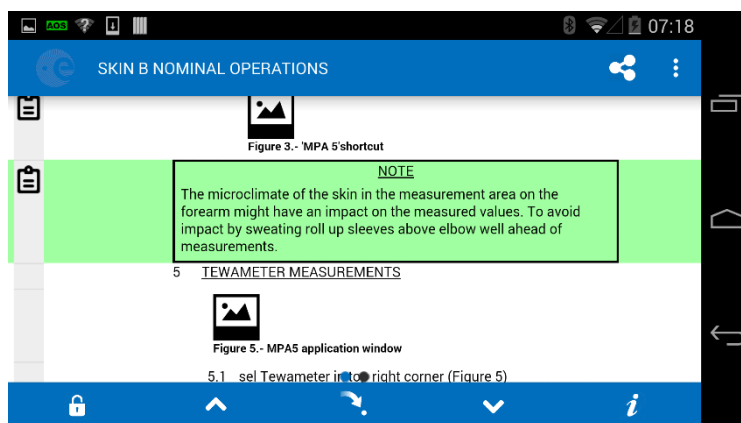 AOS
07:18
SKIN B NOMINAL OPERATIONS
Figure 3.- 'MPA 5'shortcut
NOTE
The microclimate of the skin in the measurement area on the
forearm might have an impact on the measured values. To avoid
impact by sweating roll up sleeves above elbow well ahead of
measurements.
5 TEWAMETER MEASUREMENTS
Figure 5.- MPA5 application window
5.1 sel Tewameter in top right corner (Figure 5)